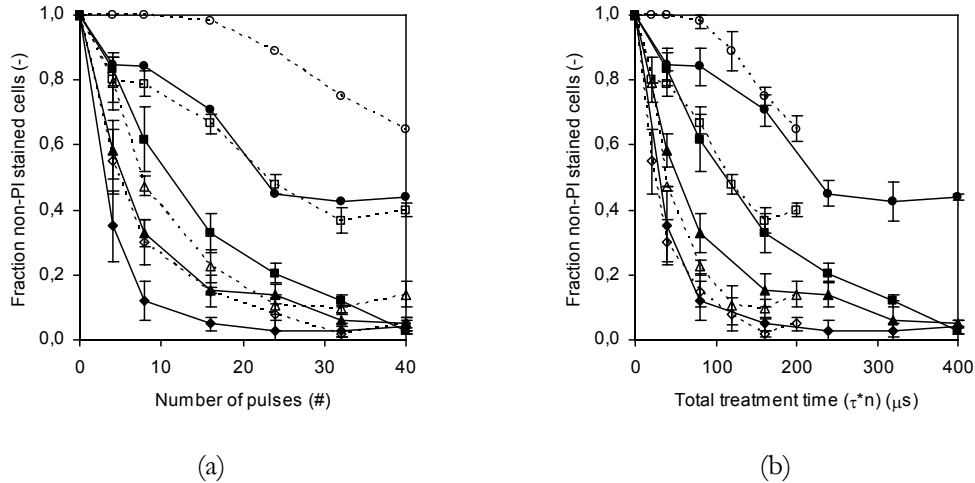 1,0
0,8
0,6
0,4
0,2
0,0
Fraction non-PI stained cells (-)
0 10 20 30 40
Number of pulses (#)
(a)
1,0
0,8
0,6
0,4
0,2
0,0
Fraction non-PI stained cells (-)
0 100 200 300 400
Total treatment time (τ*n) (μs)
(b)